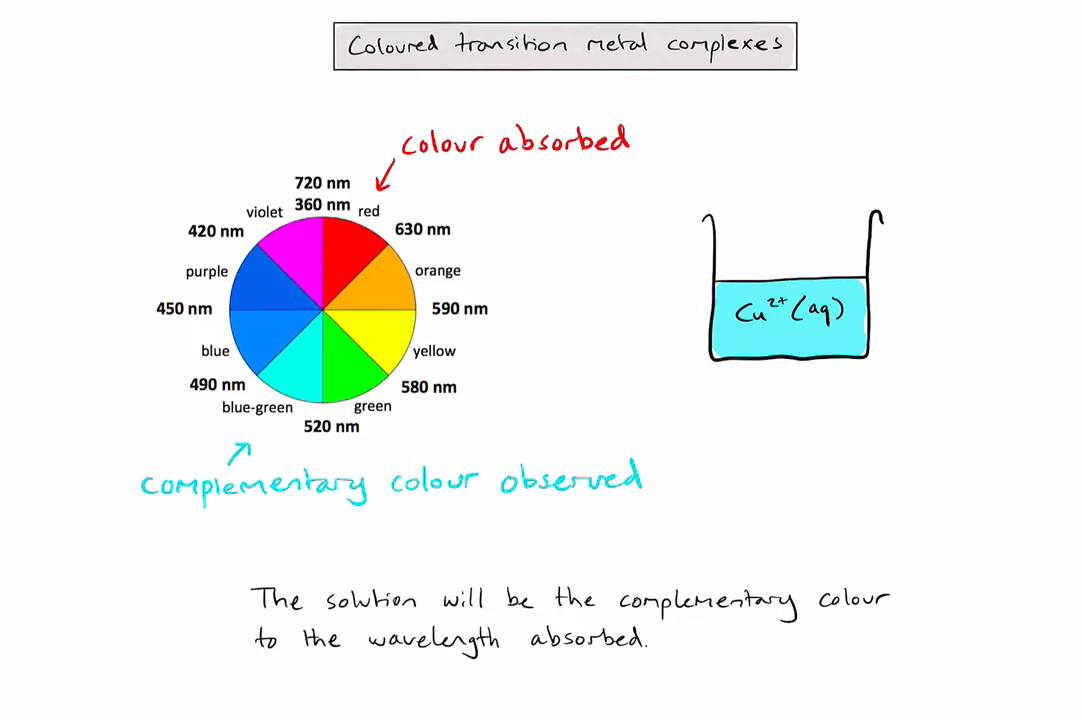 Coloured transition metal complexes
colour absorbed
720 nm
violet 360 nm red
420 nm 630 nm
purple orange
450 nm 590 nm
blue yellow
490 nm 580 nm
blue-green green
520 nm
Cu²⁺(aq)
complementary colour observed
The solution will be the complementary colour
to the wavelength absorbed.